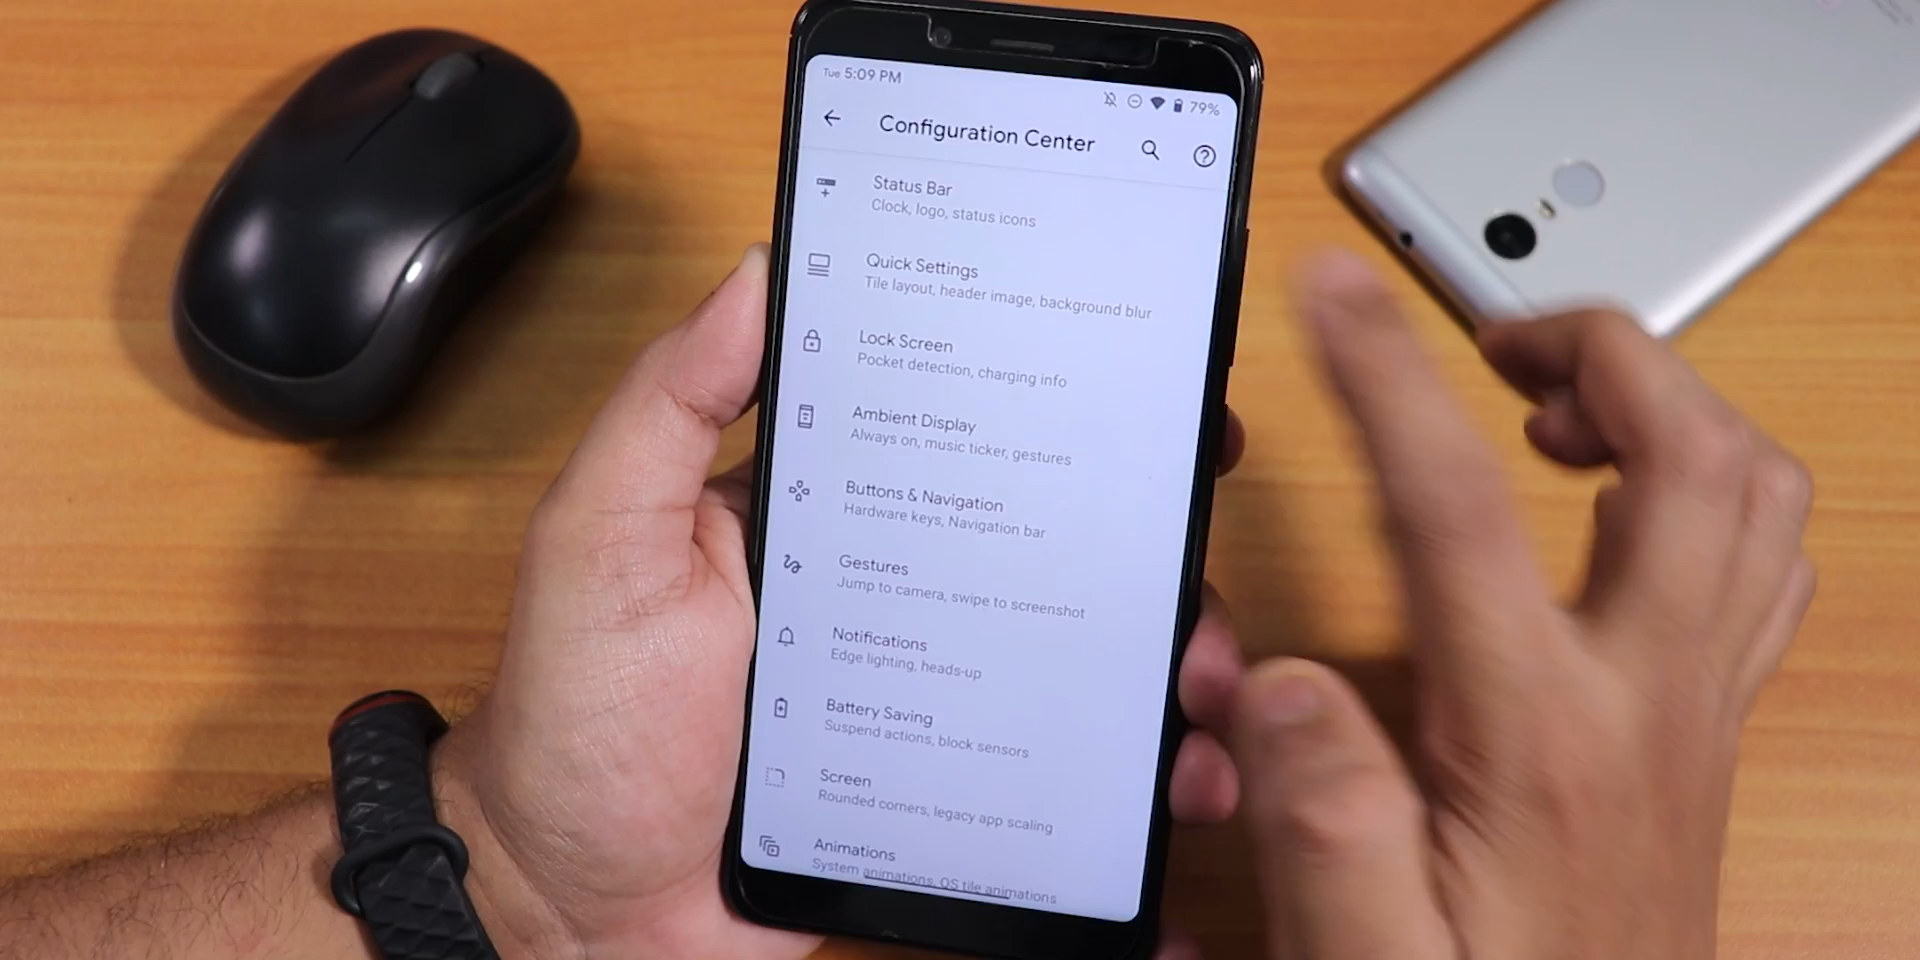 Tue 5:09 PM
79%
Configuration Center
Status Bar
Clock, logo, status icons
Quick Settings
Tile layout, header image, background blur
Lock Screen
Pocket detection, charging info
Ambient Display
Always on, music ticker, gestures
Buttons & Navigation
Hardware keys, Navigation bar
Gestures
Jump to camera, swipe to screenshot
Notifications
Edge lighting, heads-up
Battery Saving
Suspend actions, block sensors
Screen
Rounded corners, legacy app scaling
Animations
System animations, QS tile animations